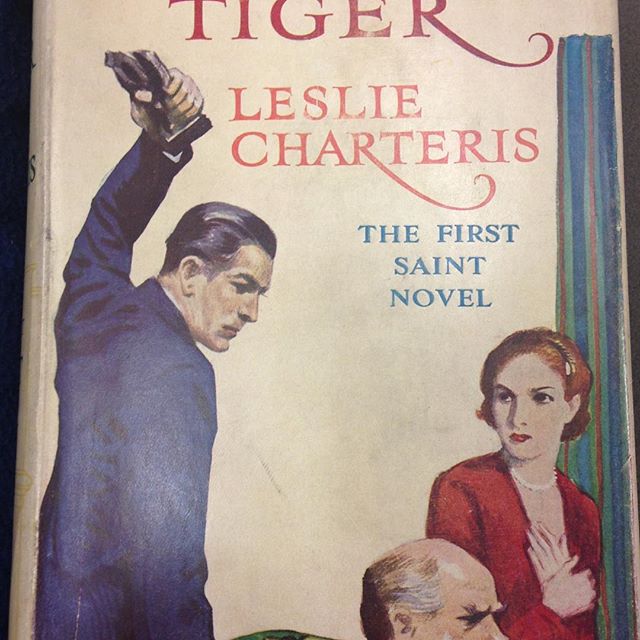 TIGER
LESLIE
CHARTERIS
THE FIRST
SAINT
NOVEL